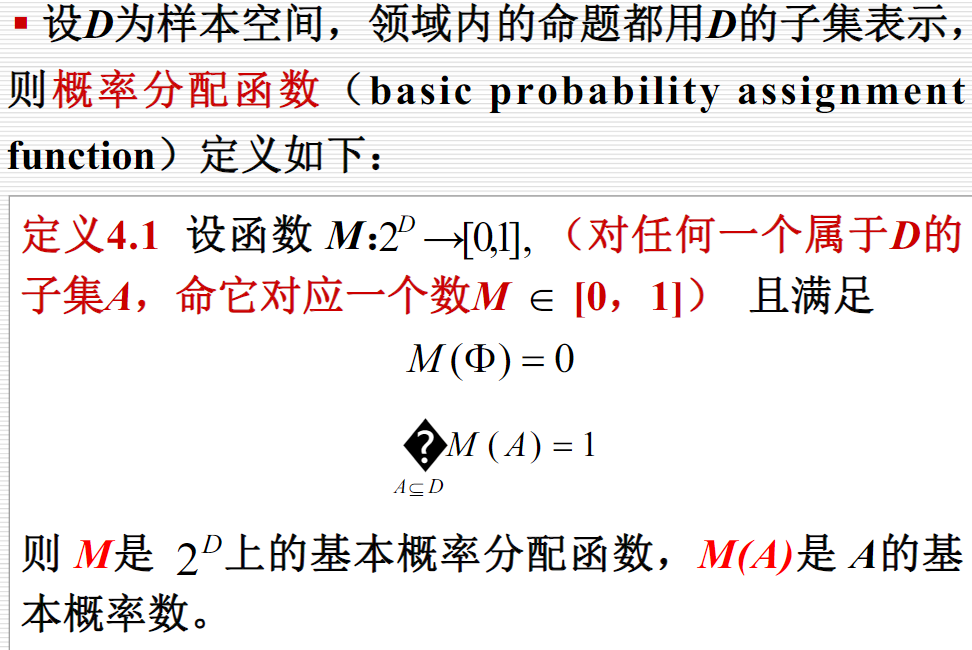 ▪ 设D为样本空间，领域内的命题都用D的子集表示，
则概率分配函数（basic probability assignment
function）定义如下：
定义4.1 设函数 M:2^D→[0,1],（对任何一个属于D的
子集A，命它对应一个数M ∈ [0，1]） 且满足
M(Φ)=0
�M(A)=1
A⊆D
则 M是 2^D上的基本概率分配函数，M(A)是 A的基
本概率数。